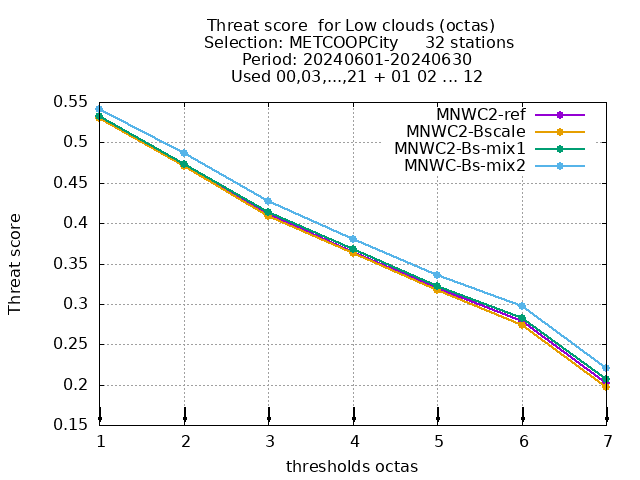 Threat score  for Low clouds (octas)
Selection: METCOOPCity     32 stations
Period: 20240601-20240630
Used 00,03,...,21 + 01 02 ... 12
MNWC2-ref
MNWC2-Bscale
MNWC2-Bs-mix1
MNWC-Bs-mix2
Threat score
0.55
0.5
0.45
0.4
0.35
0.3
0.25
0.2
0.15
1 2 3 4 5 6 7
thresholds octas